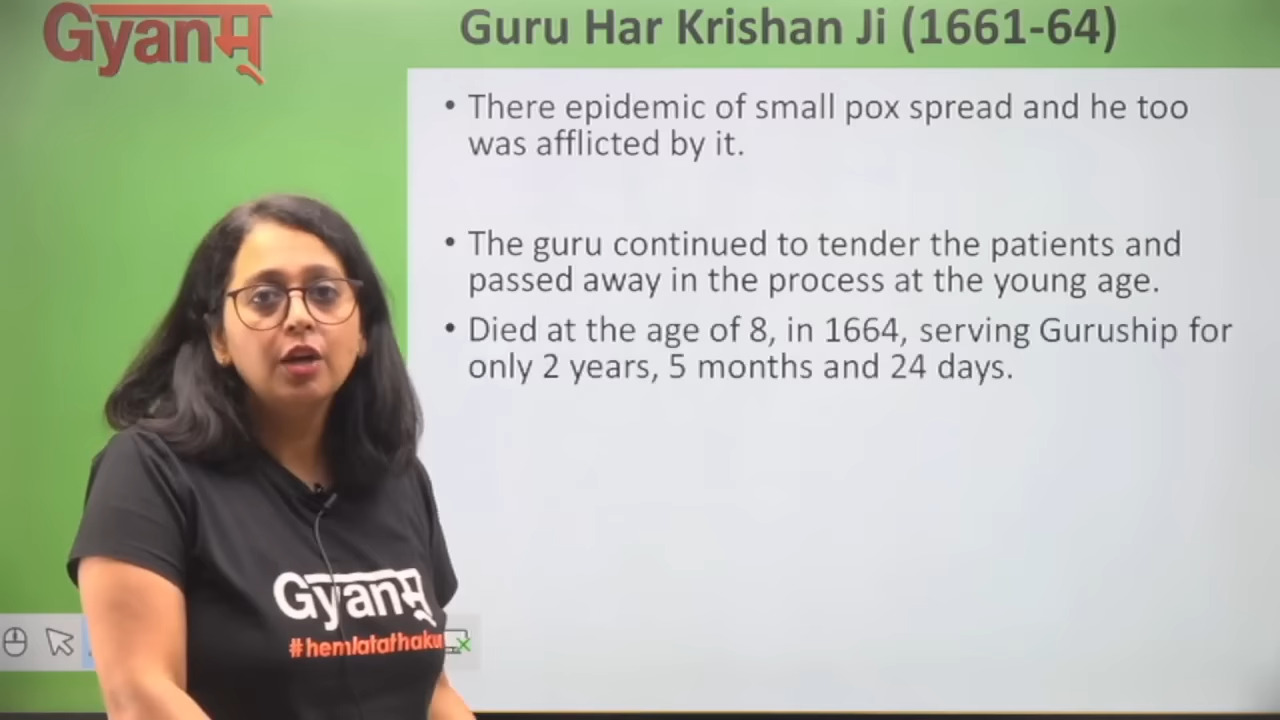 Gyanम्
Guru Har Krishan Ji (1661-64)
• There epidemic of small pox spread and he too
was afflicted by it.
• The guru continued to tender the patients and
passed away in the process at the young age.
• Died at the age of 8, in 1664, serving Guruship for
only 2 years, 5 months and 24 days.
Gyanम्
#hemlatathaku